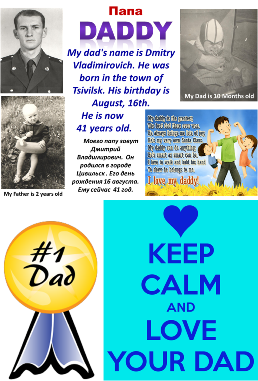 Папа
DADDY
My dad's name is Dmitry
Vladimirovich. He was
born in the town of
Tsivilsk. His birthday is
August, 16th.
He is now
41 years old.
Моего папу зовут
Дмитрий
Владимирович. Он
родился в городе
Цивильск. Его день
рождения 16 августа.
Ему сейчас 41 год.
My Dad is 10 Months old
My father is 2 years old
I love my daddy!
#1
Dad
KEEP
CALM
AND
LOVE
YOUR DAD